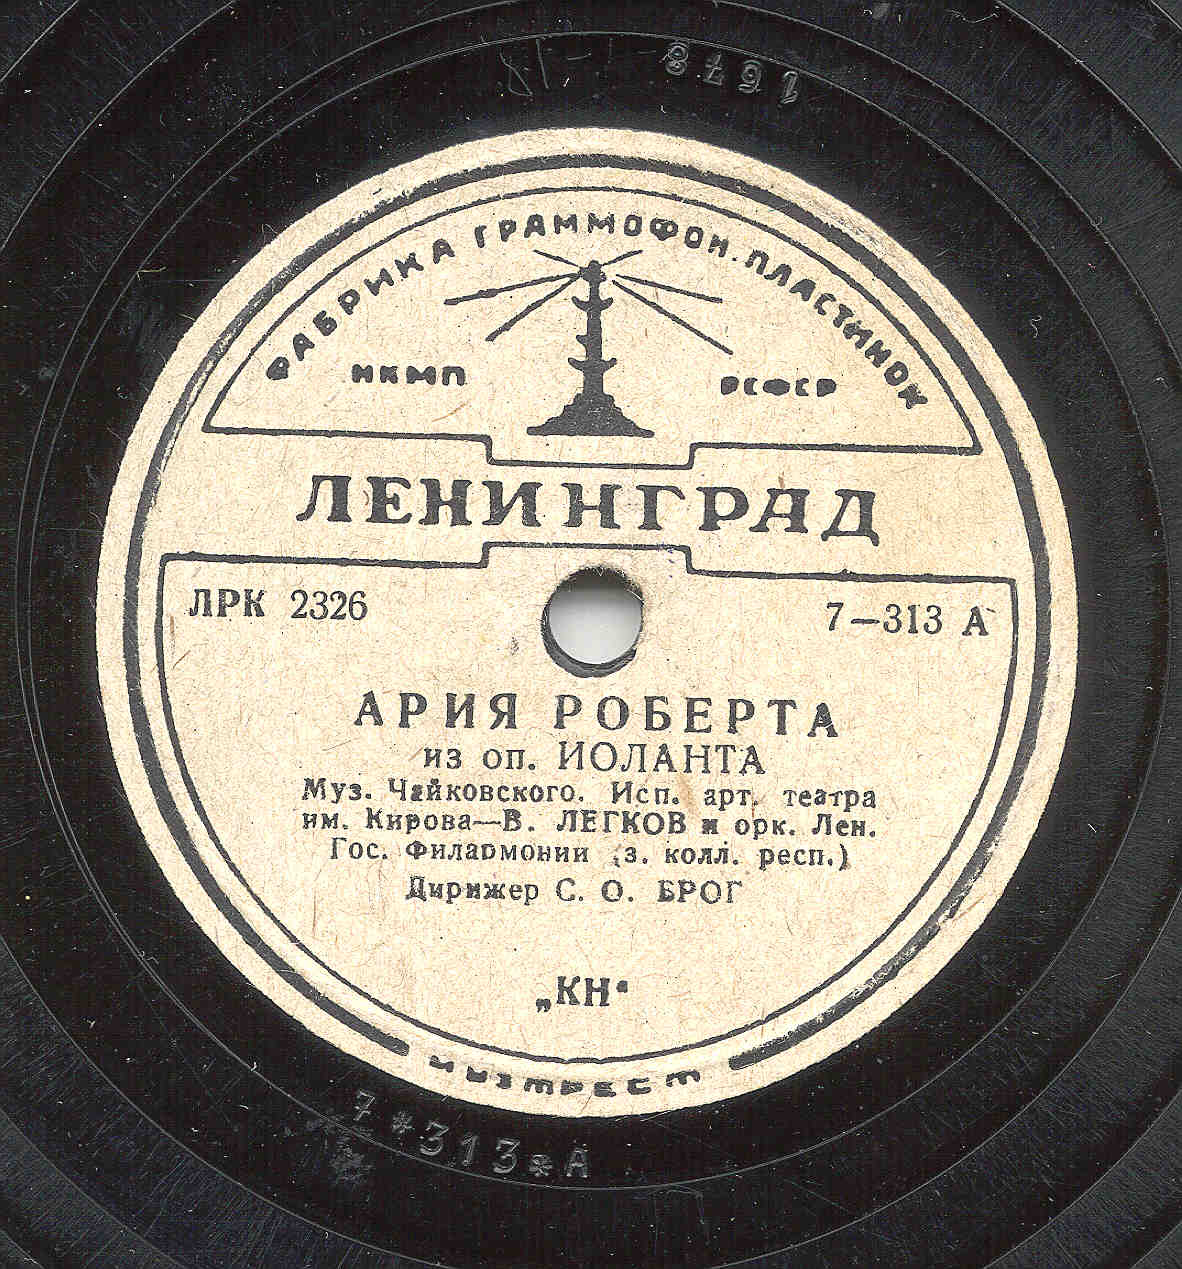 1678
ФАБРИКА ГРАММОФОН. ПЛАСТИНОК
НКМП РСФСР
ЛЕНИНГРАД
ЛРК 2326 7—313 А
АРИЯ РОБЕРТА
из оп. ИОЛАНТА
Муз. Чайковского. Исп. арт. театра
им. Кирова—В. ЛЕГКОВ и орк. Лен.
Гос. Филармонии (з. колл. респ.)
Дирижер С. О. БРОГ
„КН“
МУЗТРЕСТ
7*313*А